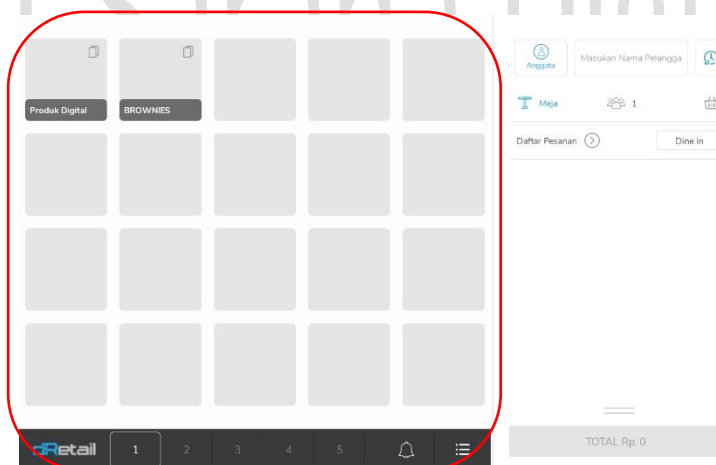 Produk Digital
BROWNIES
dRetail 1 2 3 4 5
Anggota
Masukan Nama Pelangga
Meja
1
Daftar Pesanan
Dine In
TOTAL Rp. 0